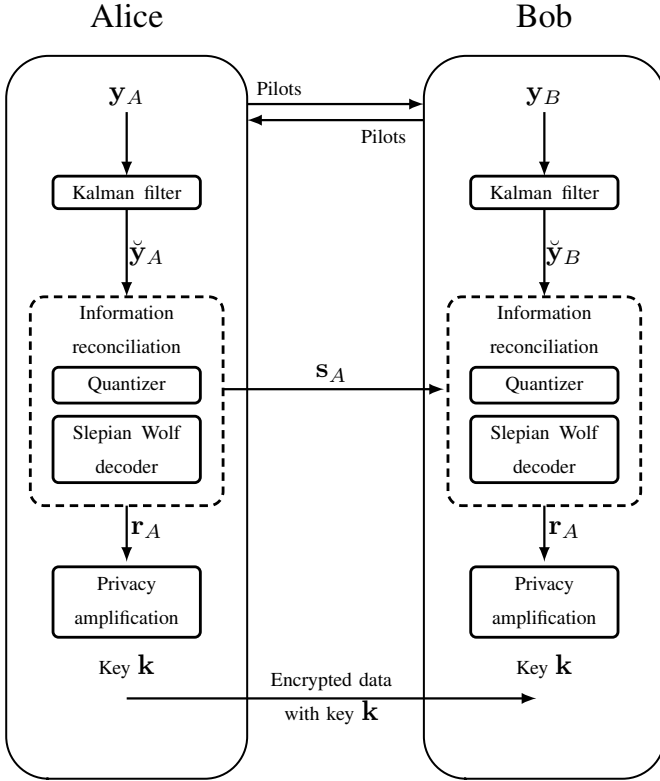 Alice
Bob
𝐲_A
Pilots
Pilots
𝐲_B
Kalman filter
Kalman filter
𝐲̆_A
𝐲̆_B
Information
reconciliation
Quantizer
Slepian Wolf
decoder
𝐬_A
Information
reconciliation
Quantizer
Slepian Wolf
decoder
𝐫_A
𝐫_A
Privacy
amplification
Privacy
amplification
Key 𝐤
Key 𝐤
Encrypted data
with key 𝐤